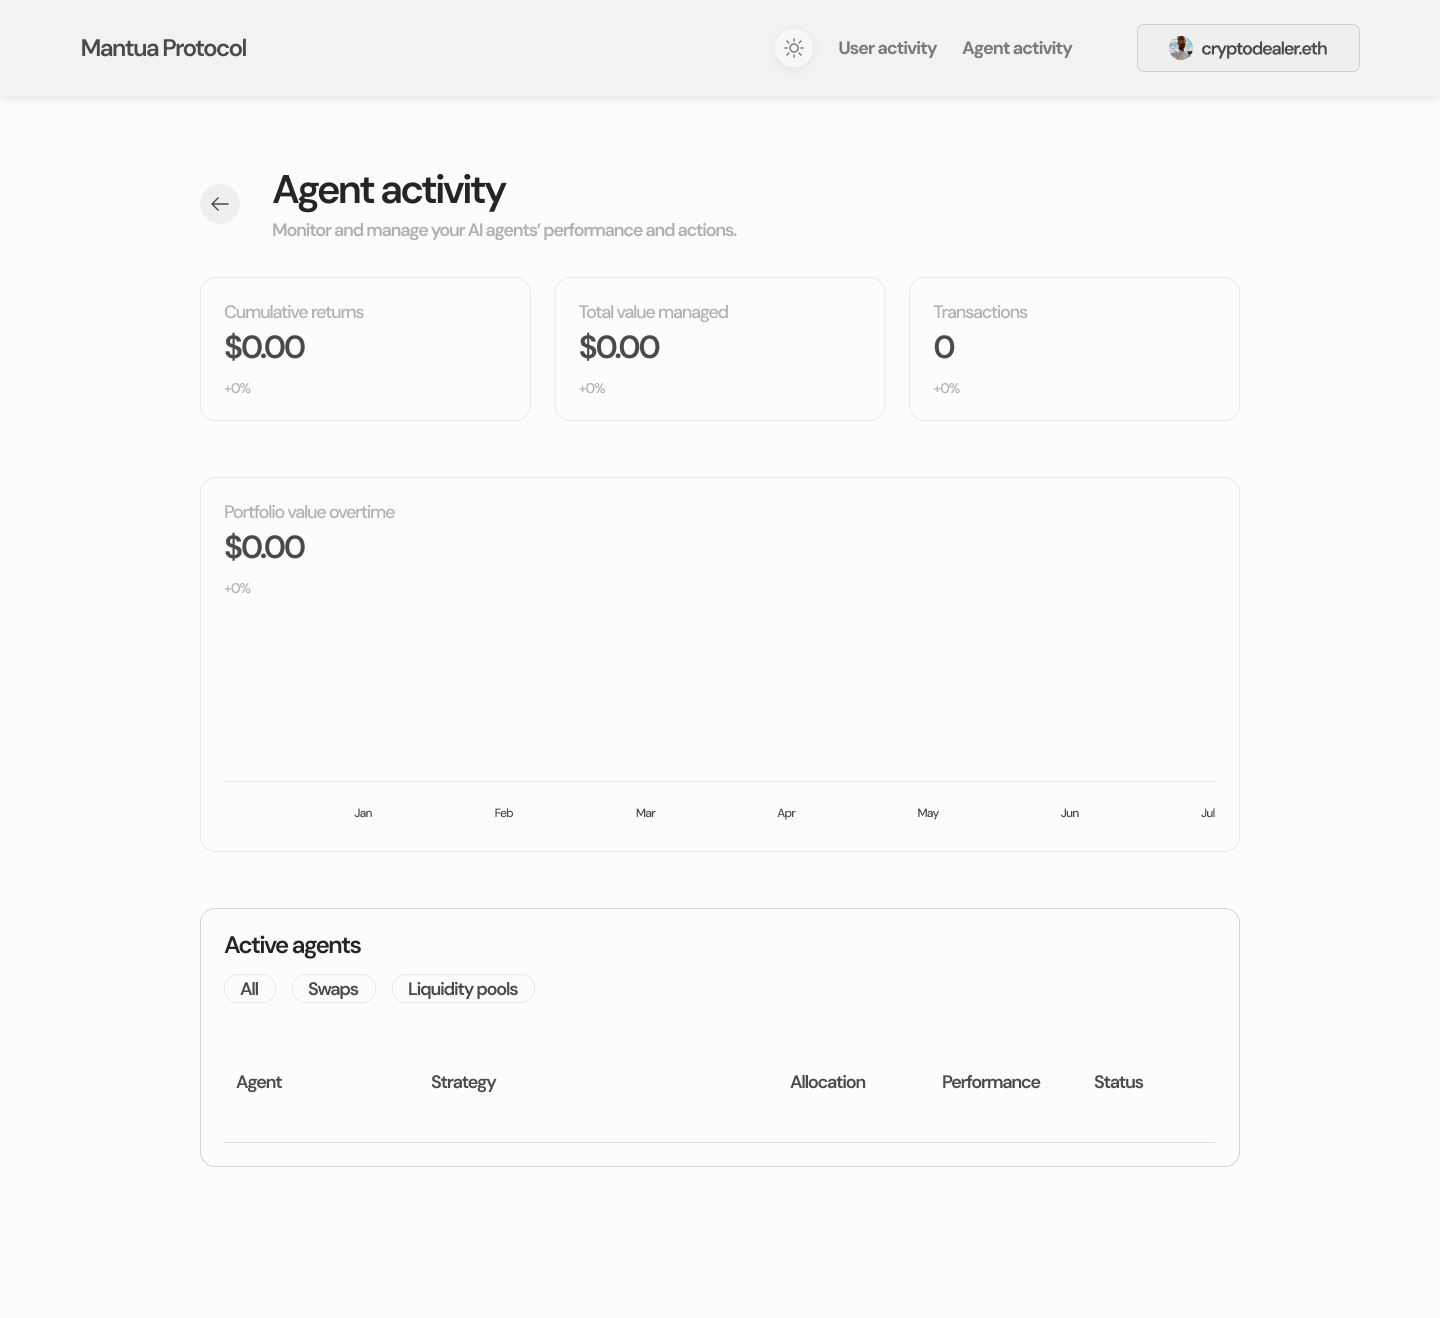 Mantua Protocol
User activity Agent activity
cryptodealer.eth
Agent activity
Monitor and manage your AI agents’ performance and actions.
Cumulative returns
$0.00
+0%
Total value managed
$0.00
+0%
Transactions
0
+0%
Portfolio value overtime
$0.00
+0%
Jan Feb Mar Apr May Jun Jul
Active agents
All Swaps Liquidity pools
Agent Strategy Allocation Performance Status